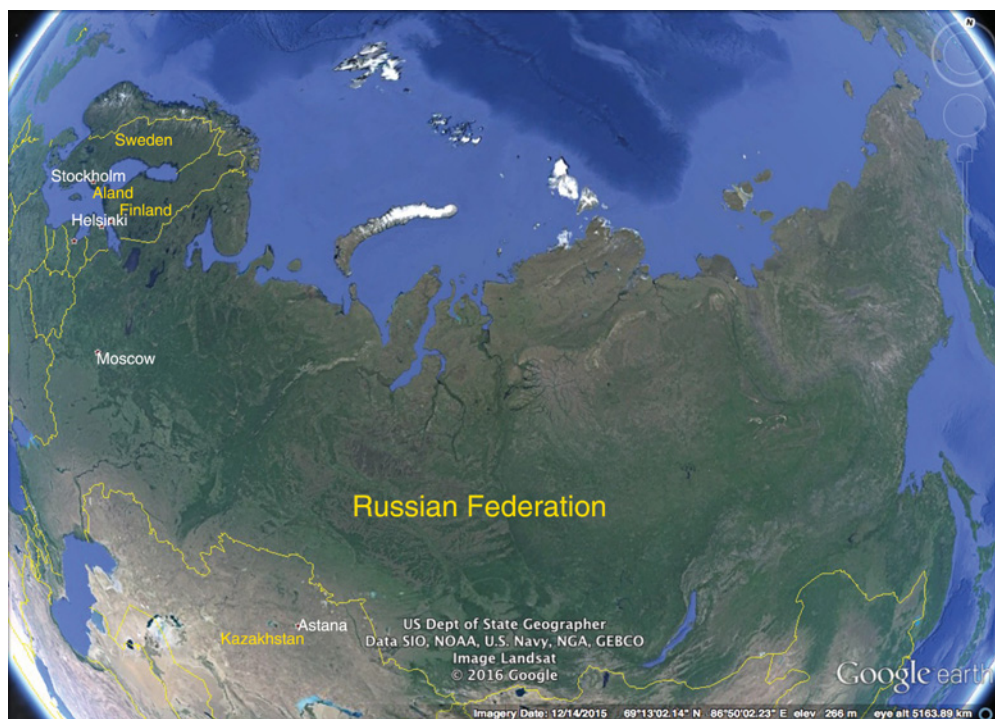 N
Sweden
Stockholm
Aland
Finland
Helsinki
Moscow
Russian Federation
Astana
Kazakhstan
US Dept of State Geographer
Data SIO, NOAA, U.S. Navy, NGA, GEBCO
Image Landsat
© 2016 Google
Google earth
Imagery Date: 12/14/2015 69°13'02.14" N 86°50'02.23" E elev 266 m eye alt 5163.89 km